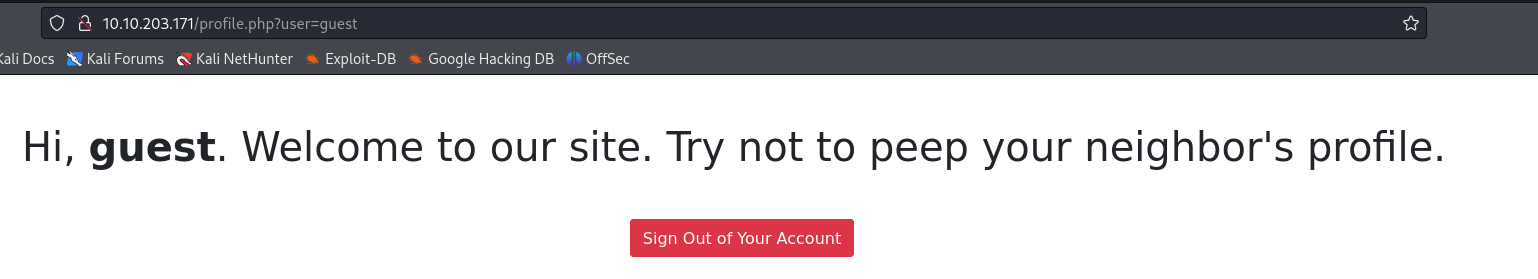 10.10.203.171/profile.php?user=guest
Kali Docs Kali Forums Kali NetHunter Exploit-DB Google Hacking DB OffSec
Hi, guest. Welcome to our site. Try not to peep your neighbor's profile.
Sign Out of Your Account